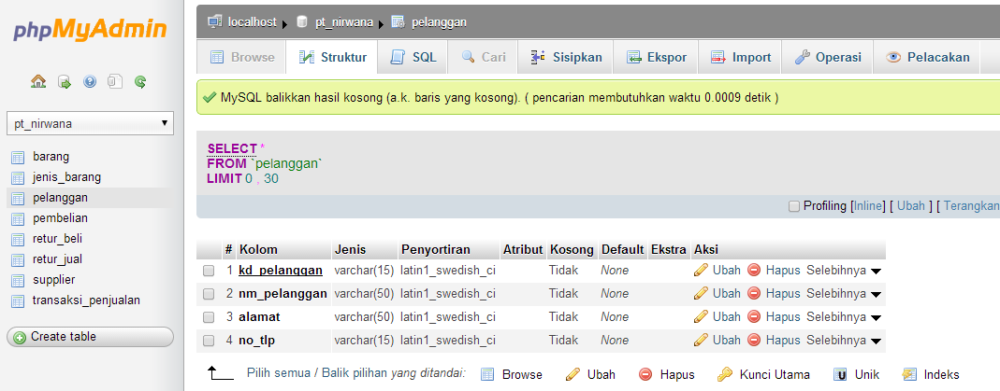 phpMyAdmin
pt_nirwana
barang
jenis_barang
pelanggan
pembelian
retur_beli
retur_jual
supplier
transaksi_penjualan
Create table
localhost pt_nirwana pelanggan
Browse Struktur SQL Cari Sisipkan Ekspor Import Operasi Pelacakan
MySQL balikkan hasil kosong (a.k. baris yang kosong). ( pencarian membutuhkan waktu 0.0009 detik )
SELECT *
FROM `pelanggan`
LIMIT 0 , 30
Profiling [Inline] [ Ubah ] [ Terangkan
# Kolom Jenis Penyortiran Atribut Kosong Default Ekstra Aksi
1 kd_pelanggan varchar(15) latin1_swedish_ci Tidak None Ubah Hapus Selebihnya
2 nm_pelanggan varchar(50) latin1_swedish_ci Tidak None Ubah Hapus Selebihnya
3 alamat varchar(50) latin1_swedish_ci Tidak None Ubah Hapus Selebihnya
4 no_tlp varchar(15) latin1_swedish_ci Tidak None Ubah Hapus Selebihnya
Pilih semua / Balik pilihan yang ditandai: Browse Ubah Hapus Kunci Utama Unik Indeks